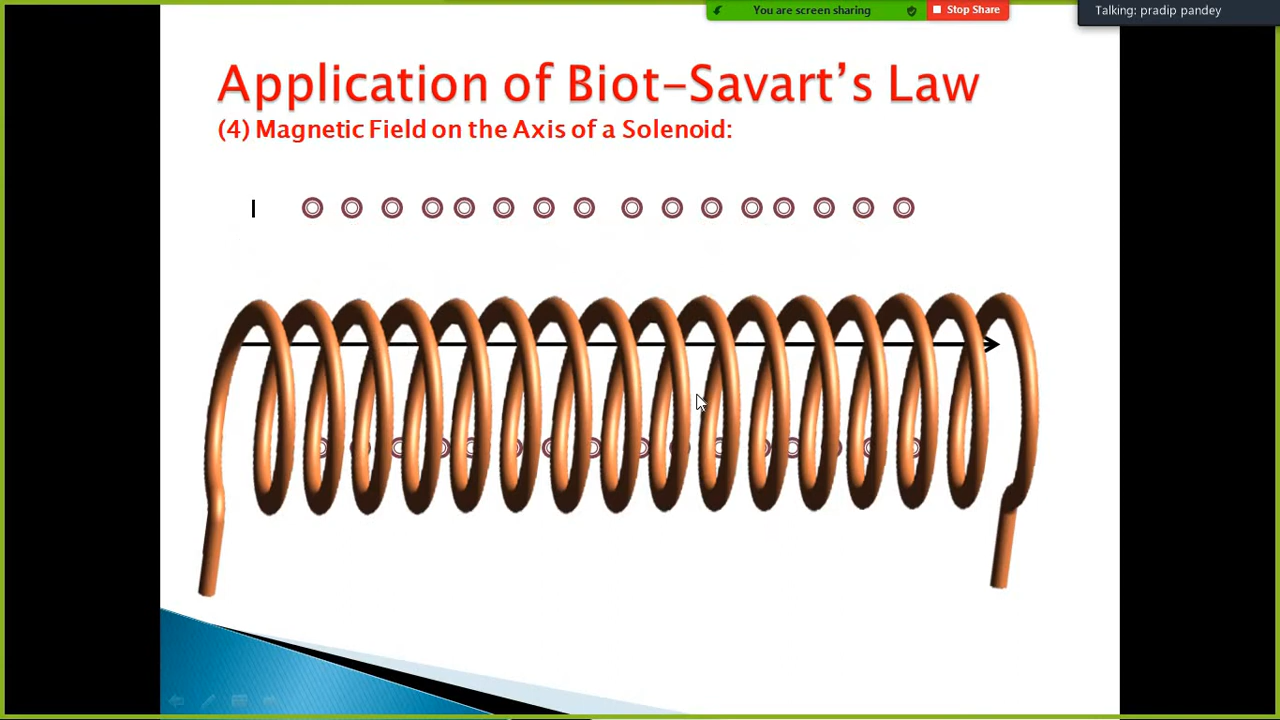 You are screen sharing
Stop Share
Talking: pradip pandey
Application of Biot-Savart's Law
(4) Magnetic Field on the Axis of a Solenoid:
I